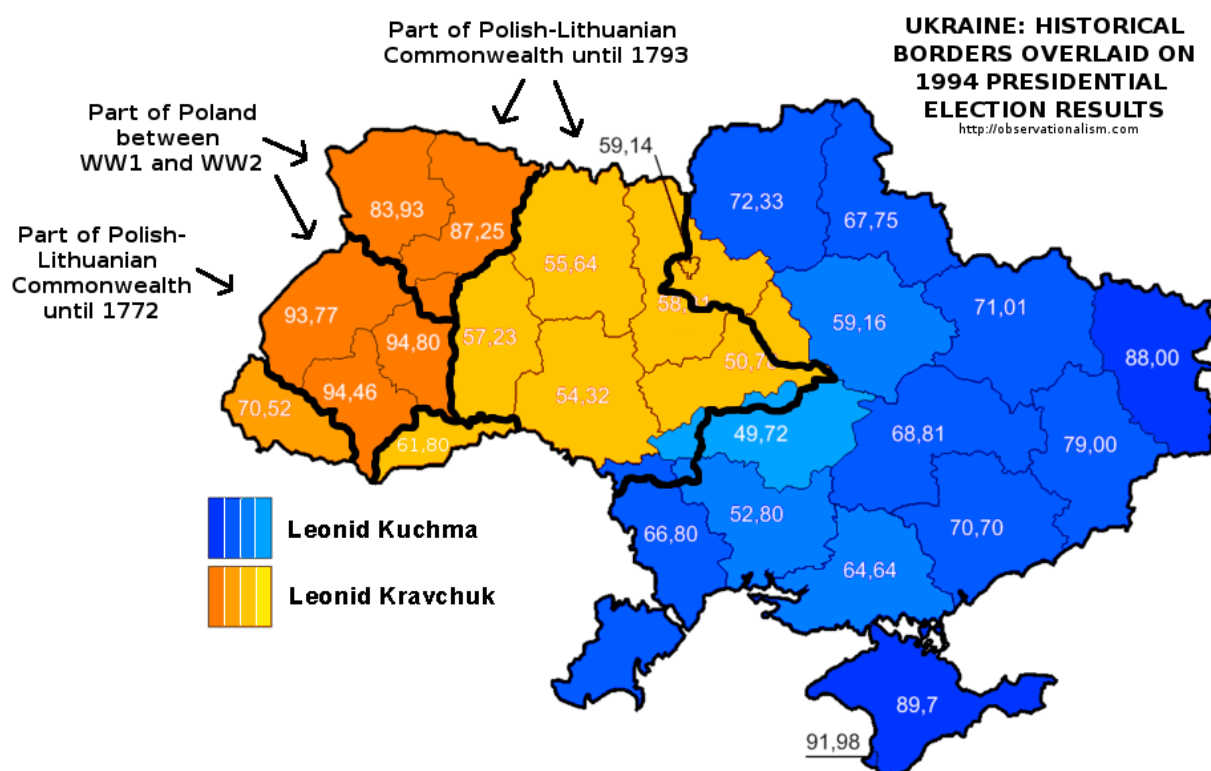 Part of Polish-Lithuanian
Commonwealth until 1793
UKRAINE: HISTORICAL
BORDERS OVERLAID ON
1994 PRESIDENTIAL
ELECTION RESULTS
http://observationalism.com
Part of Poland
between
WW1 and WW2
Part of Polish-
Lithuanian
Commonwealth
until 1772
59,14
83,93
87,25
72,33
67,75
55,64
93,77
94,80
57,23
59,16
71,01
88,00
94,46
70,52
61,80
54,32
49,72
68,81
79,00
66,80
52,80
64,64
70,70
89,7
91,98
Leonid Kuchma
Leonid Kravchuk